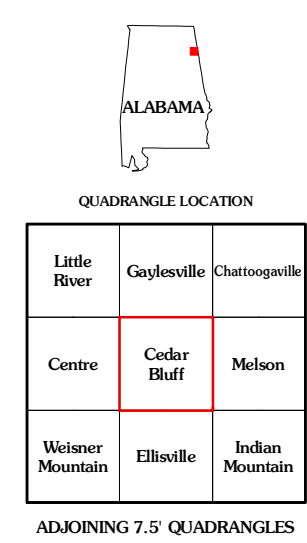 ALABAMA
QUADRANGLE LOCATION
Little
River
Gaylesville
Chattoogaville
Centre
Cedar
Bluff
Melson
Weisner
Mountain
Ellisville
Indian
Mountain
ADJOINING 7.5' QUADRANGLES